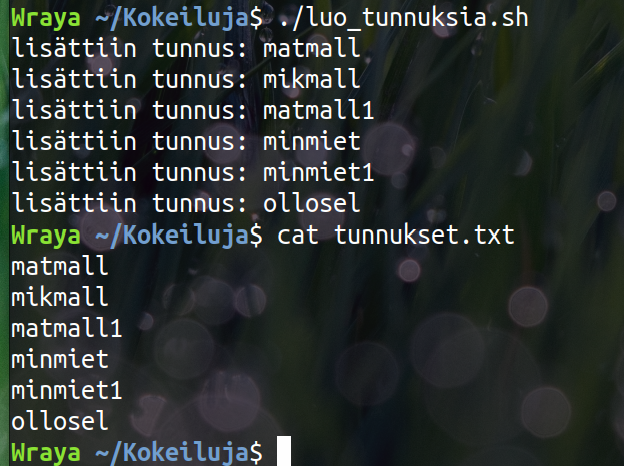 Wraya ~/Kokeiluja$ ./luo_tunnuksia.sh
lisättiin tunnus: matmall
lisättiin tunnus: mikmall
lisättiin tunnus: matmall1
lisättiin tunnus: minmiet
lisättiin tunnus: minmiet1
lisättiin tunnus: ollosel
Wraya ~/Kokeiluja$ cat tunnukset.txt
matmall
mikmall
matmall1
minmiet
minmiet1
ollosel
Wraya ~/Kokeiluja$